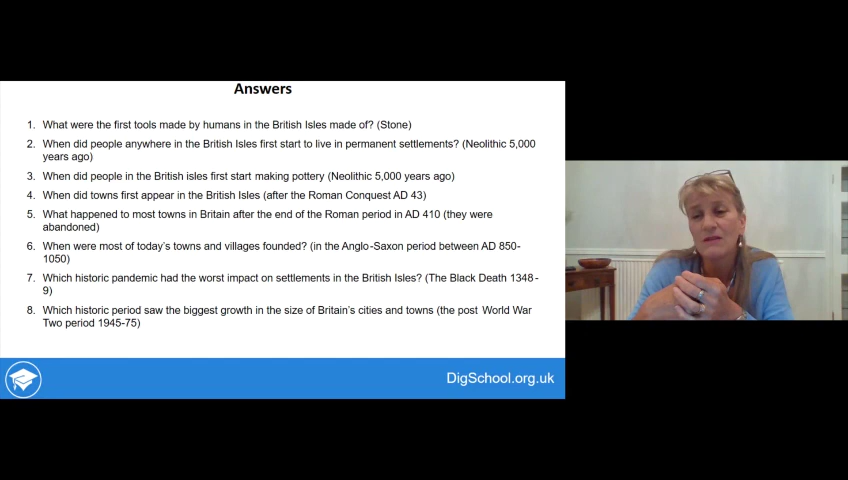 Answers
1. What were the first tools made by humans in the British Isles made of? (Stone)
2. When did people anywhere in the British Isles first start to live in permanent settlements? (Neolithic 5,000
years ago)
3. When did people in the British isles first start making pottery (Neolithic 5,000 years ago)
4. When did towns first appear in the British Isles (after the Roman Conquest AD 43)
5. What happened to most towns in Britain after the end of the Roman period in AD 410 (they were
abandoned)
6. When were most of today's towns and villages founded? (in the Anglo-Saxon period between AD 850-
1050)
7. Which historic pandemic had the worst impact on settlements in the British Isles? (The Black Death 1348-
9)
8. Which historic period saw the biggest growth in the size of Britain's cities and towns (the post World War
Two period 1945-75)
DigSchool.org.uk